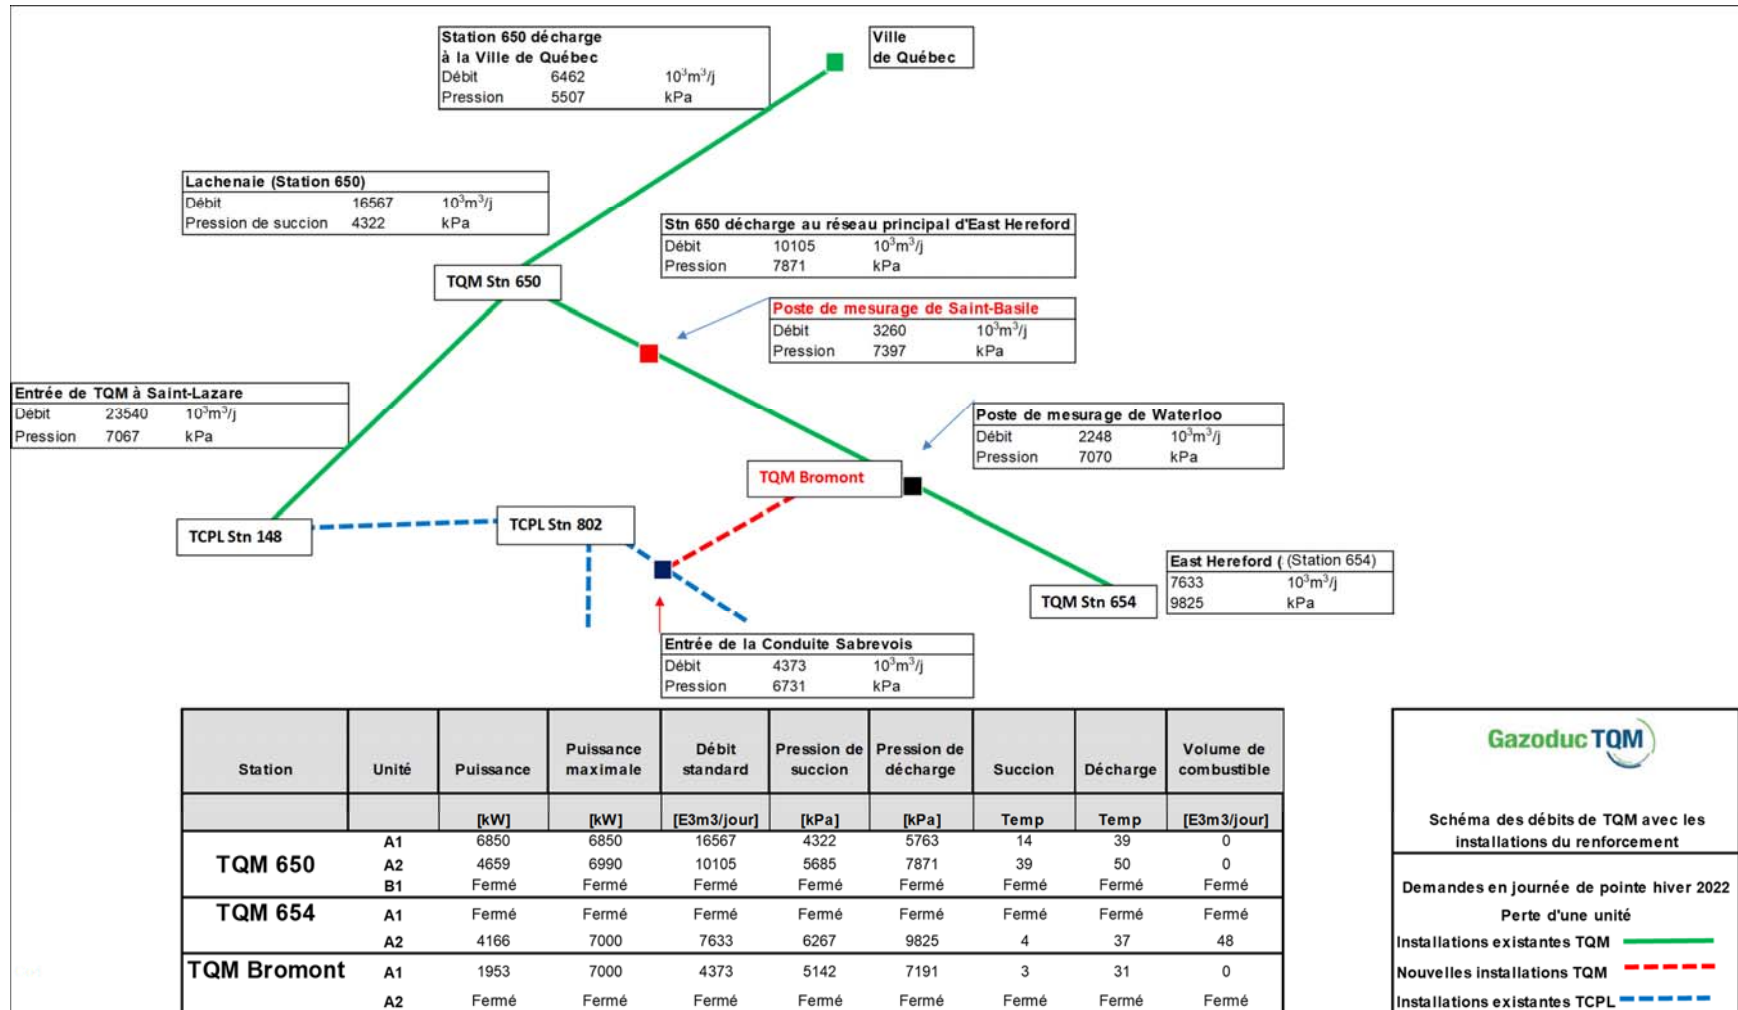 Station 650 décharge
à la Ville de Québec
Débit 6462 10³m³/j
Pression 5507 kPa
Ville
de Québec
Lachenaie (Station 650)
Débit 16567 10³m³/j
Pression de succion 4322 kPa
Stn 650 décharge au réseau principal d'East Hereford
Débit 10105 10³m³/j
Pression 7871 kPa
TQM Stn 650
Poste de mesurage de Saint-Basile
Débit 3260 10³m³/j
Pression 7397 kPa
Entrée de TQM à Saint-Lazare
Débit 23540 10³m³/j
Pression 7067 kPa
Poste de mesurage de Waterloo
Débit 2248 10³m³/j
Pression 7070 kPa
TQM Bromont
TCPL Stn 148
TCPL Stn 802
East Hereford ( (Station 654)
7633 10³m³/j
9825 kPa
TQM Stn 654
Entrée de la Conduite Sabrevois
Débit 4373 10³m³/j
Pression 6731 kPa
Station Unité Puissance Puissance maximale Débit standard Pression de succion Pression de décharge Succion Décharge Volume de combustible
[kW] [kW] [E3m3/jour] [kPa] [kPa] Temp Temp [E3m3/jour]
TQM 650 A1 6850 6850 16567 4322 5763 14 39 0
A2 4659 6990 10105 5685 7871 39 50 0
B1 Fermé Fermé Fermé Fermé Fermé Fermé Fermé Fermé
TQM 654 A1 Fermé Fermé Fermé Fermé Fermé Fermé Fermé Fermé
A2 4166 7000 7633 6267 9825 4 37 48
TQM Bromont A1 1953 7000 4373 5142 7191 3 31 0
A2 Fermé Fermé Fermé Fermé Fermé Fermé Fermé Fermé
Gazoduc TQM
Schéma des débits de TQM avec les
installations du renforcement
Demandes en journée de pointe hiver 2022
Perte d'une unité
Installations existantes TQM
Nouvelles installations TQM
Installations existantes TCPL